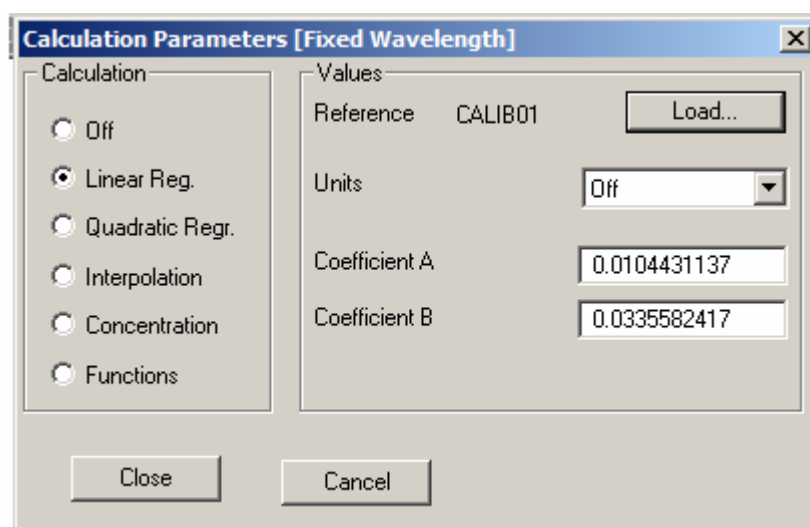 Calculation Parameters [Fixed Wavelength]
Calculation
Off
Linear Reg.
Quadratic Regr.
Interpolation
Concentration
Functions
Values
Reference CALIB01 Load...
Units Off
Coefficient A 0.0104431137
Coefficient B 0.0335582417
Close Cancel